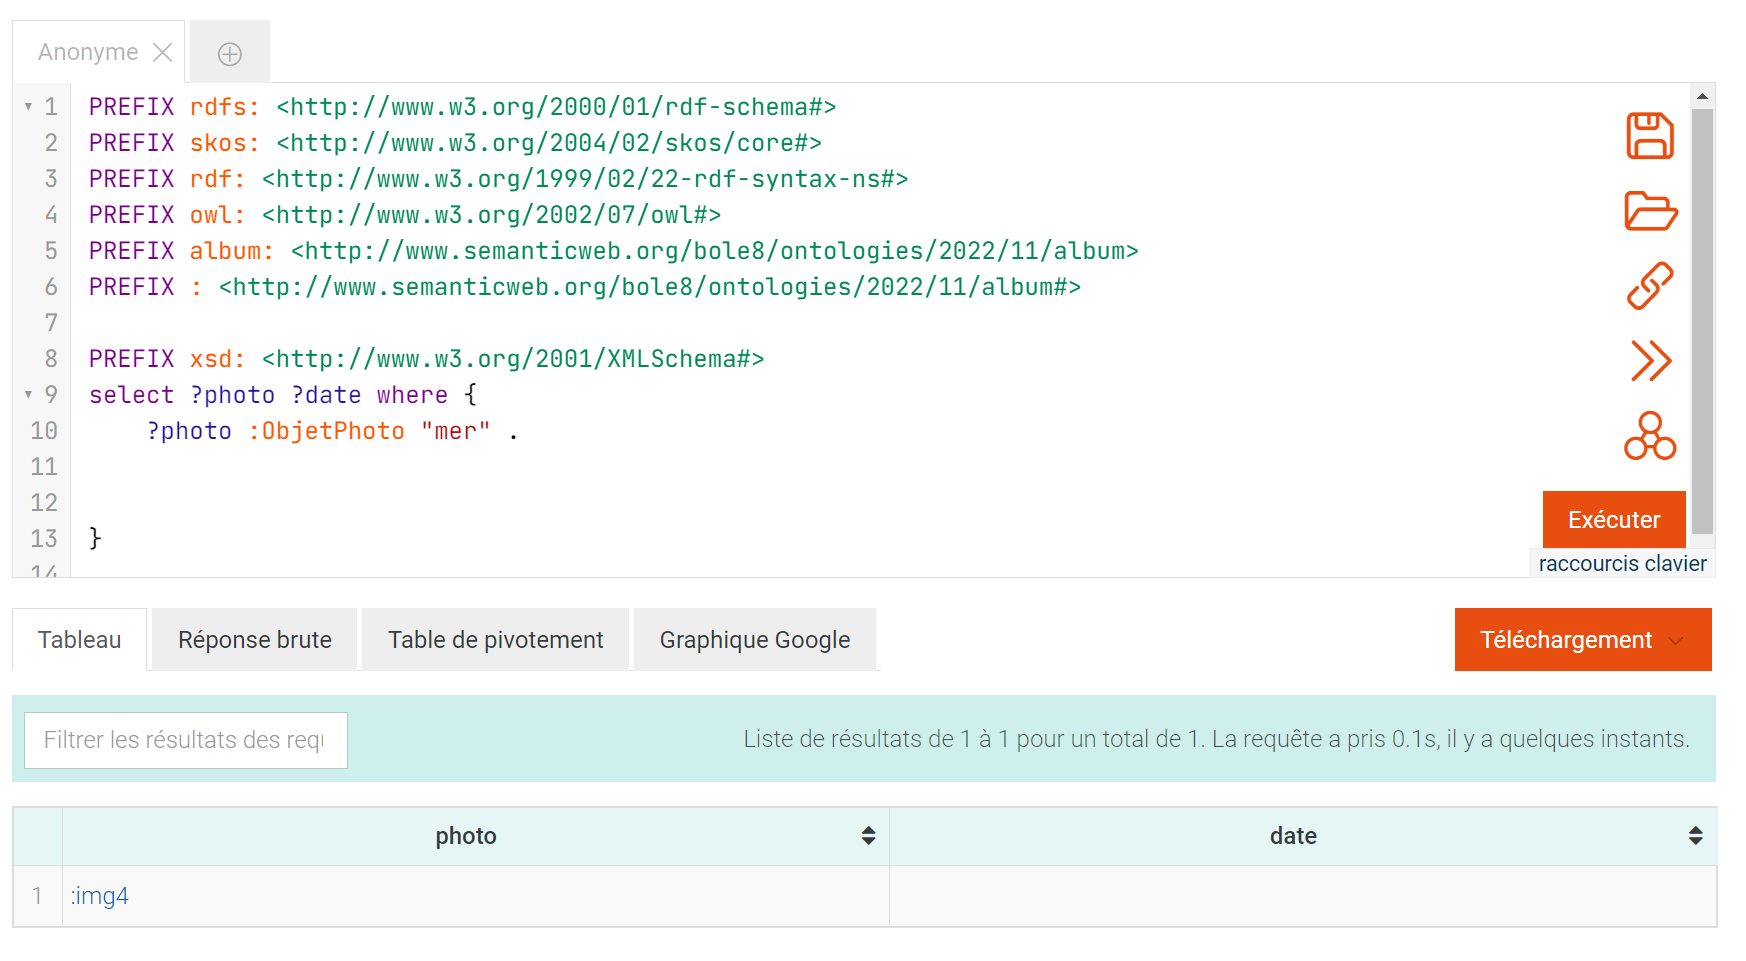 Anonyme
1 PREFIX rdfs: <http://www.w3.org/2000/01/rdf-schema#>
2 PREFIX skos: <http://www.w3.org/2004/02/skos/core#>
3 PREFIX rdf: <http://www.w3.org/1999/02/22-rdf-syntax-ns#>
4 PREFIX owl: <http://www.w3.org/2002/07/owl#>
5 PREFIX album: <http://www.semanticweb.org/bole8/ontologies/2022/11/album>
6 PREFIX : <http://www.semanticweb.org/bole8/ontologies/2022/11/album#>
7
8 PREFIX xsd: <http://www.w3.org/2001/XMLSchema#>
9 select ?photo ?date where {
10 ?photo :ObjetPhoto "mer" .
11
12
13 }
14
Exécuter
raccourcis clavier
Tableau Réponse brute Table de pivotement Graphique Google Téléchargement
Filtrer les résultats des requ Liste de résultats de 1 à 1 pour un total de 1. La requête a pris 0.1s, il y a quelques instants.
photo date
1 :img4